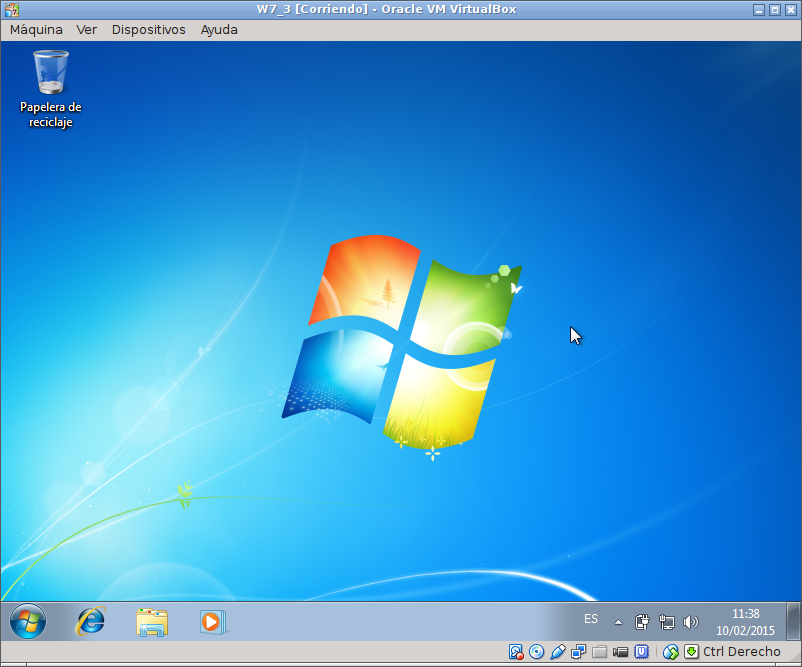 W7_3 [Corriendo] - Oracle VM VirtualBox
Máquina Ver Dispositivos Ayuda
Papelera de
reciclaje
ES
11:38
10/02/2015
Ctrl Derecho